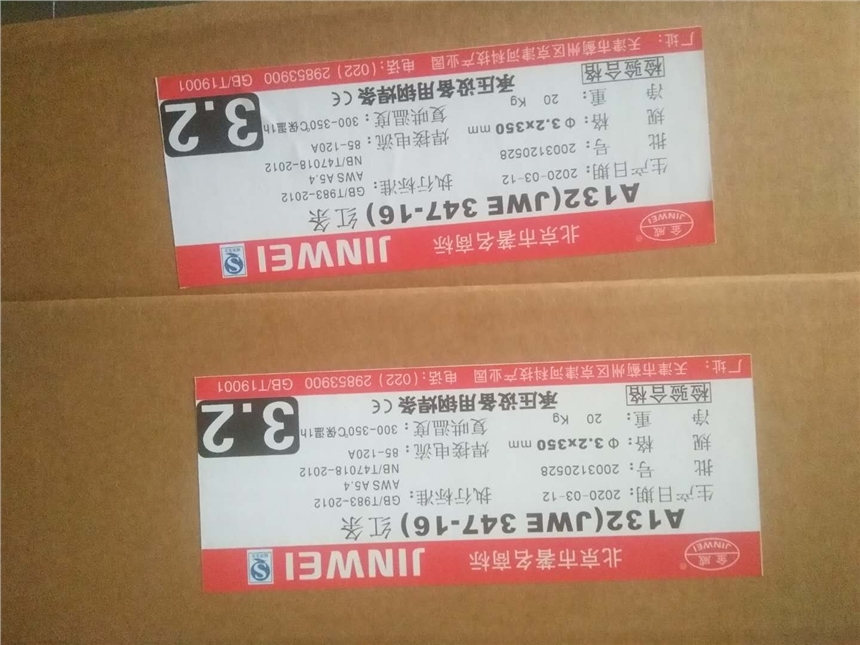 金威 JINWEI ® 北京市著名商标 JINWEI
A132(JWE 347-16) 红条
生产日期: 2020-03-12 执行标准: GB/T983-2012
AWS A5.4
批 号: 2003120528 NB/T47018-2012
规 格: Φ 3.2x350 mm 焊接电流: 85-120A
净 重: 20 Kg 复烘温度: 300-350℃保温1h
检验合格 承压设备用钢焊条 CE 3.2
厂址: 天津市蓟州区京津河科技产业园 电话: (022) 29853900 GB/T19001
金威 JINWEI ® 北京市著名商标 JINWEI
A132(JWE 347-16) 红条
生产日期: 2020-03-12 执行标准: GB/T983-2012
AWS A5.4
批 号: 2003120528 NB/T47018-2012
规 格: Φ 3.2x350 mm 焊接电流: 85-120A
净 重: 20 Kg 复烘温度: 300-350℃保温1h
检验合格 承压设备用钢焊条 CE 3.2
厂址: 天津市蓟州区京津河科技产业园 电话: (022) 29853900 GB/T19001